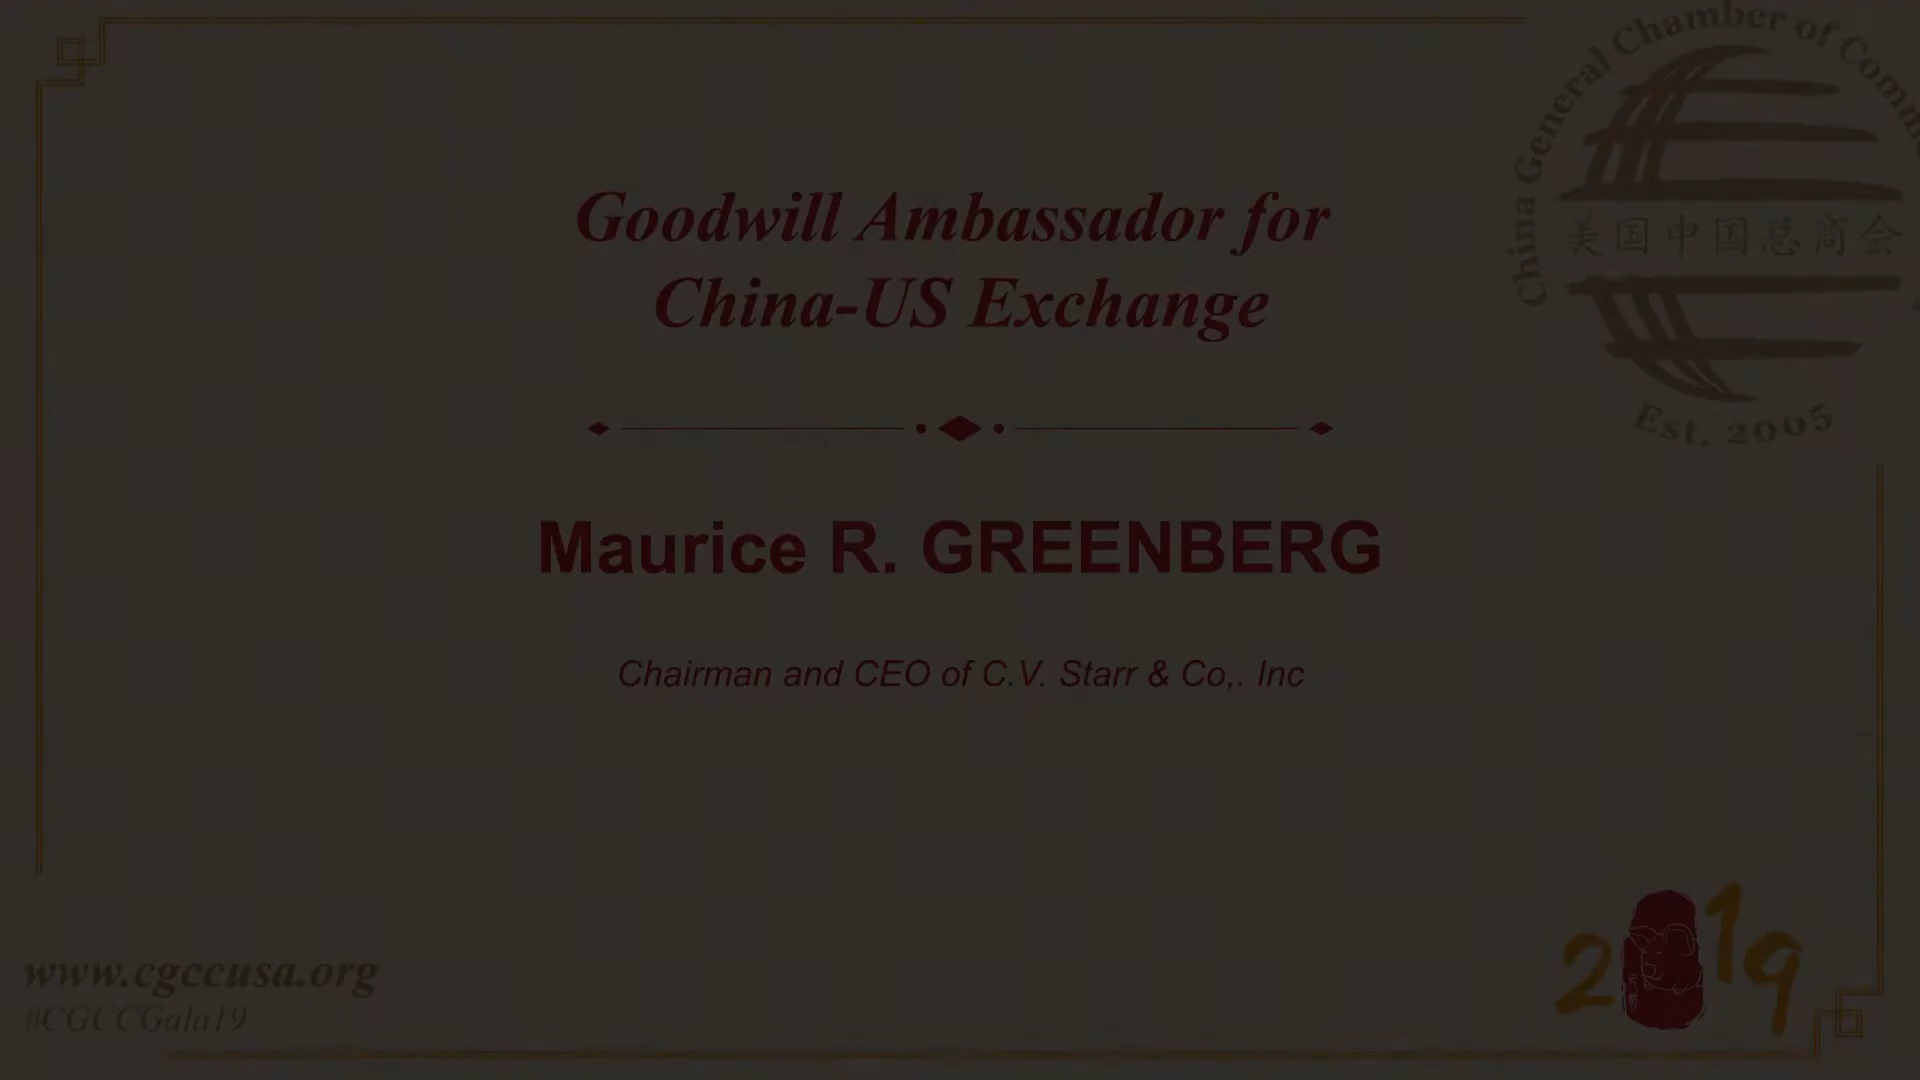 China General Chamber of
美国中国总商会
Est. 2005
Goodwill Ambassador for
China-US Exchange
Maurice R. GREENBERG
Chairman and CEO of C.V. Starr & Co,. Inc
www.cgccusa.org
#CGCCGala19
2019